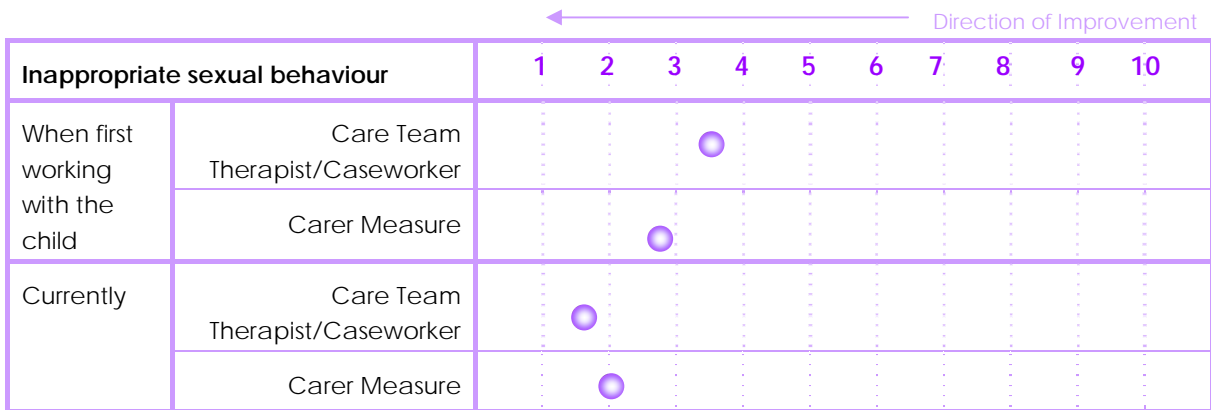 Direction of Improvement
Inappropriate sexual behaviour 1 2 3 4 5 6 7 8 9 10
When first
working
with the
child
Care Team
Therapist/Caseworker
Carer Measure
Currently
Care Team
Therapist/Caseworker
Carer Measure